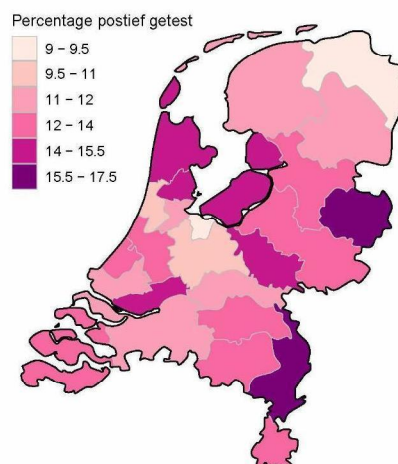 Percentage postief getest
9 – 9.5
9.5 – 11
11 – 12
12 – 14
14 – 15.5
15.5 – 17.5